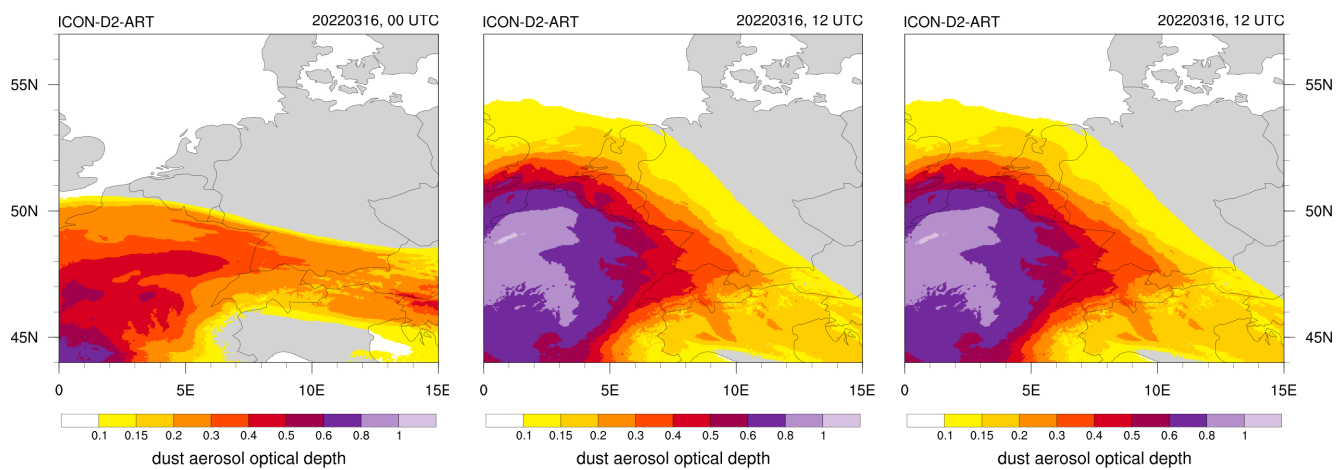 ICON-D2-ART 20220316, 00 UTC
55N
50N
45N
0 5E 10E 15E
0.1 0.15 0.2 0.3 0.4 0.5 0.6 0.8 1
dust aerosol optical depth
ICON-D2-ART 20220316, 12 UTC
0 5E 10E 15E
0.1 0.15 0.2 0.3 0.4 0.5 0.6 0.8 1
dust aerosol optical depth
ICON-D2-ART 20220316, 12 UTC
55N
50N
45N
0 5E 10E 15E
0.1 0.15 0.2 0.3 0.4 0.5 0.6 0.8 1
dust aerosol optical depth